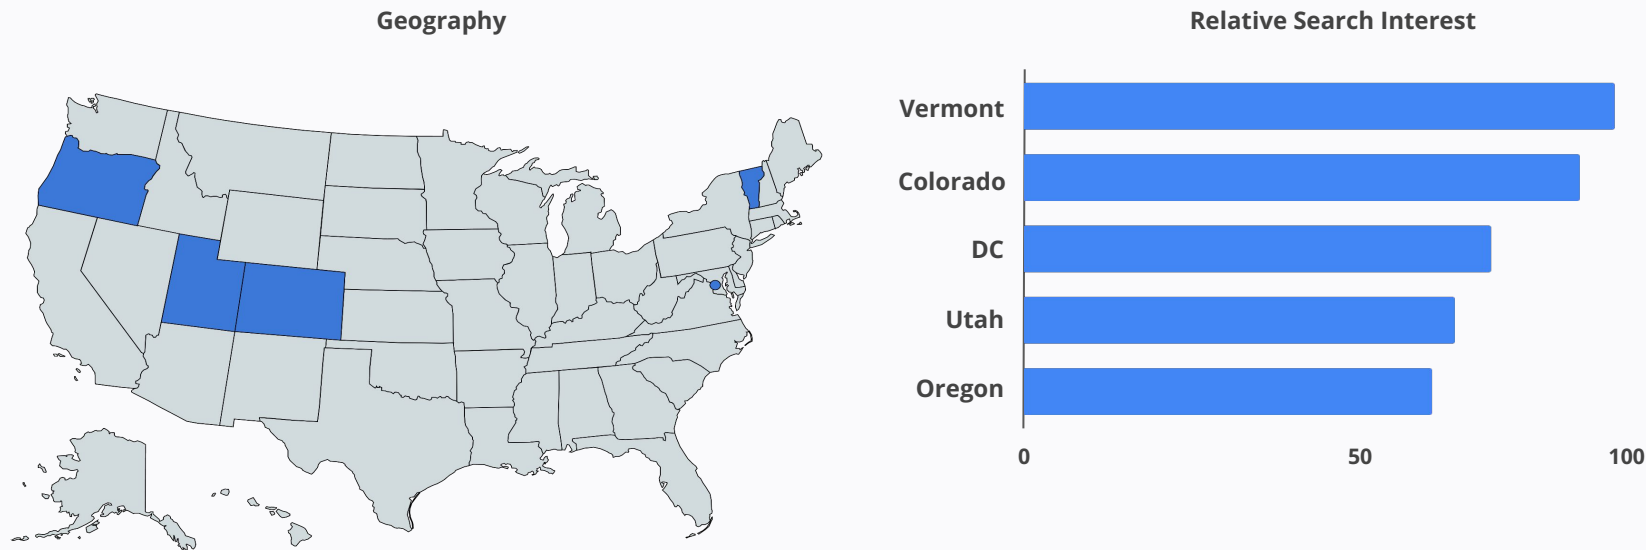 Geography
Relative Search Interest
Vermont
Colorado
DC
Utah
Oregon
0 50 100